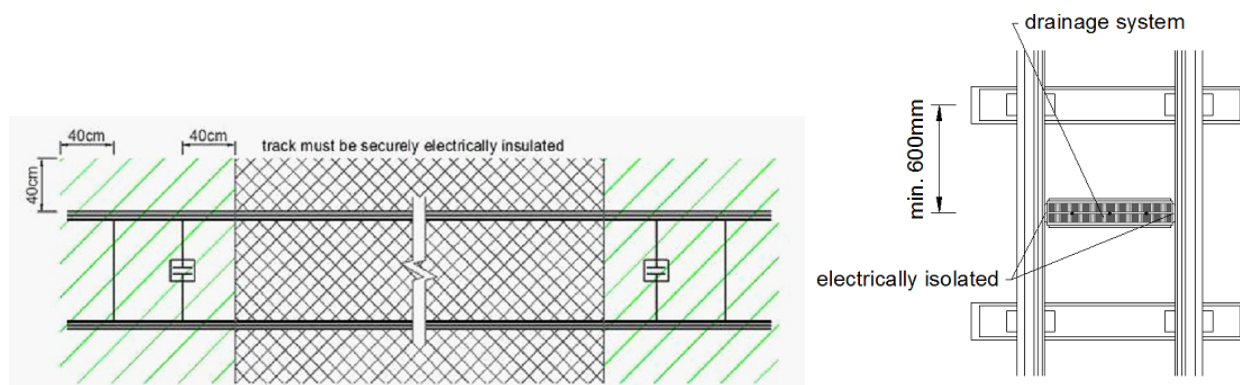 40cm
40cm
track must be securely electrically insulated
40cm
drainage system
min. 600mm
electrically isolated